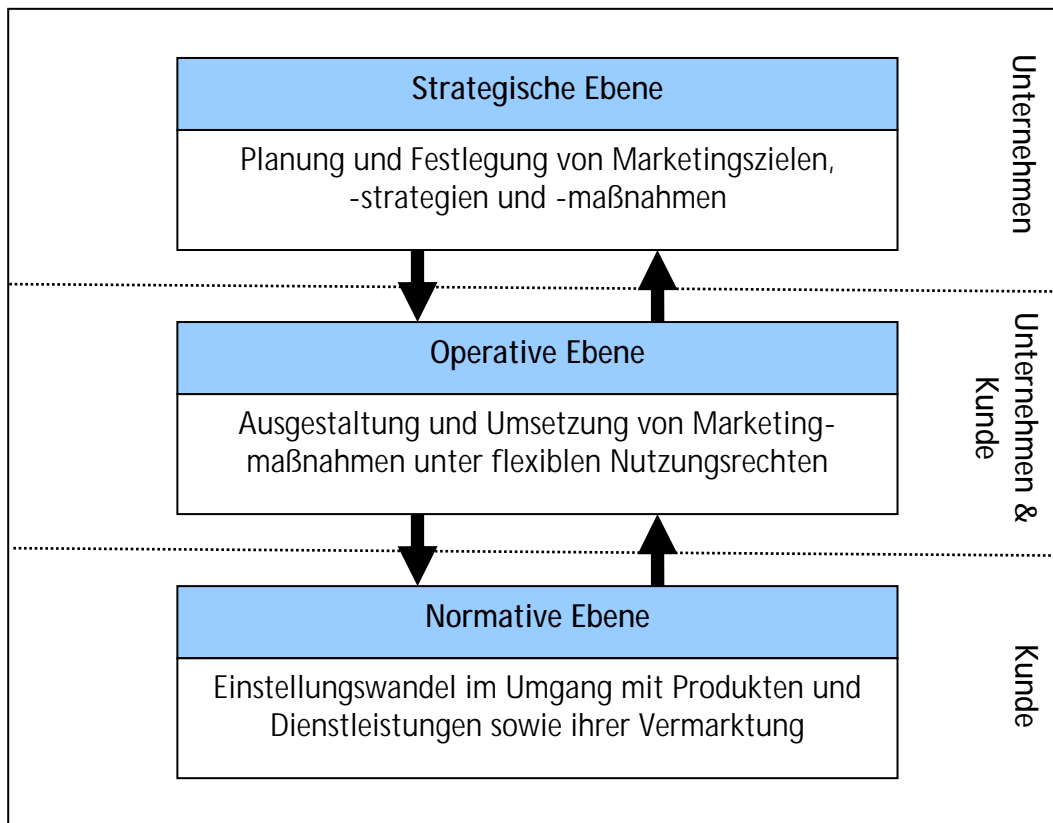 Strategische Ebene
Planung und Festlegung von Marketingszielen,
-strategien und -maßnahmen
Unternehmen
Operative Ebene
Ausgestaltung und Umsetzung von Marketing-
maßnahmen unter flexiblen Nutzungsrechten
Unternehmen &
Kunde
Normative Ebene
Einstellungswandel im Umgang mit Produkten und
Dienstleistungen sowie ihrer Vermarktung
Kunde